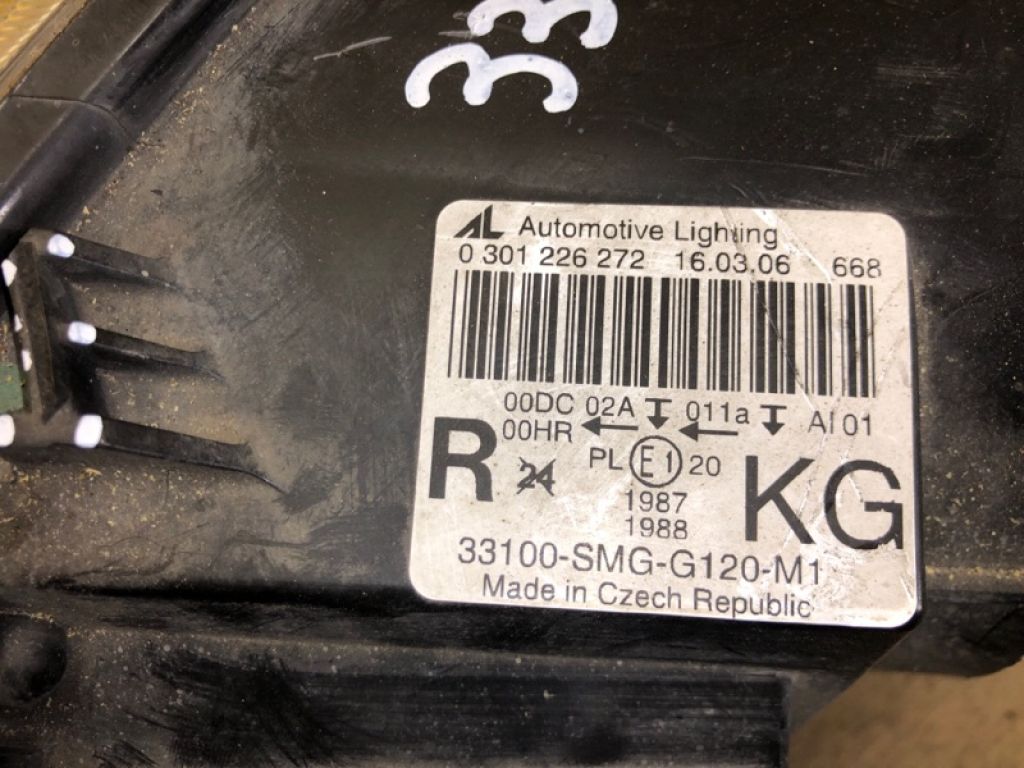 33
AL Automotive Lighting
0 301 226 272 16.03.06 668
00DC 02A 011a AI 01
00HR
R 24 PL E1 20 KG
1987
1988
33100-SMG-G120-M1
Made in Czech Republic